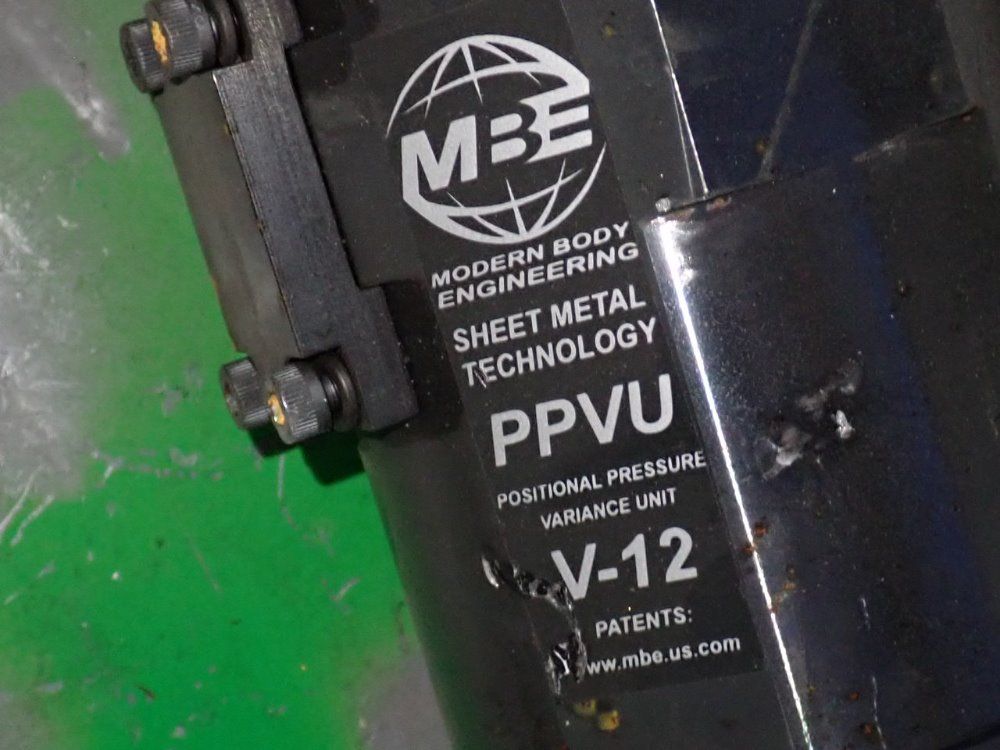 MBE
MODERN BODY
ENGINEERING
SHEET METAL
TECHNOLOGY
PPVU
POSITIONAL PRESSURE
VARIANCE UNIT
V-12
PATENTS:
www.mbe.us.com